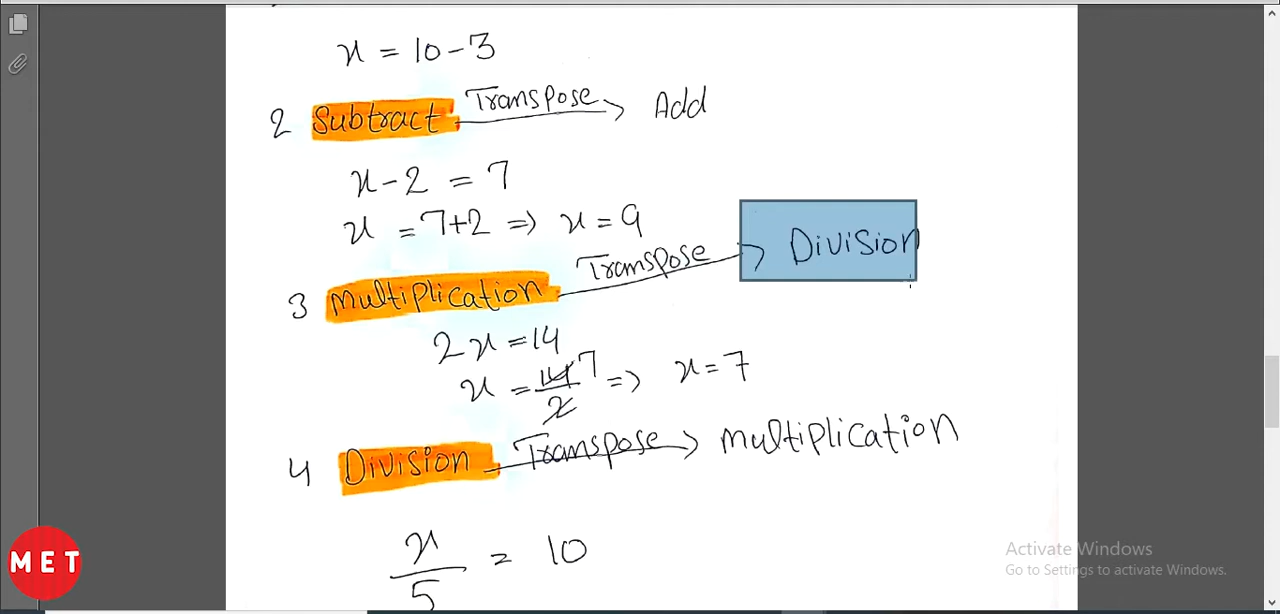 x = 10 - 3
2 Subtract Transpose → Add
x - 2 = 7
x = 7+2 ⇒ x = 9
3 Multiplication Transpose → Division
2x = 14
x = 14/2 7 ⇒ x = 7
4 Division Transpose → multiplication
x/5 = 10
MET
Activate Windows
Go to Settings to activate Windows.